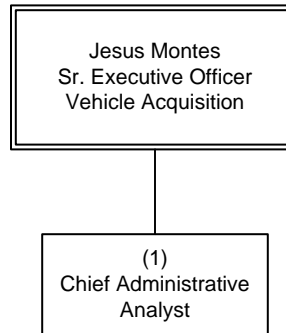 Jesus Montes
Sr. Executive Officer
Vehicle Acquisition
(1)
Chief Administrative
Analyst